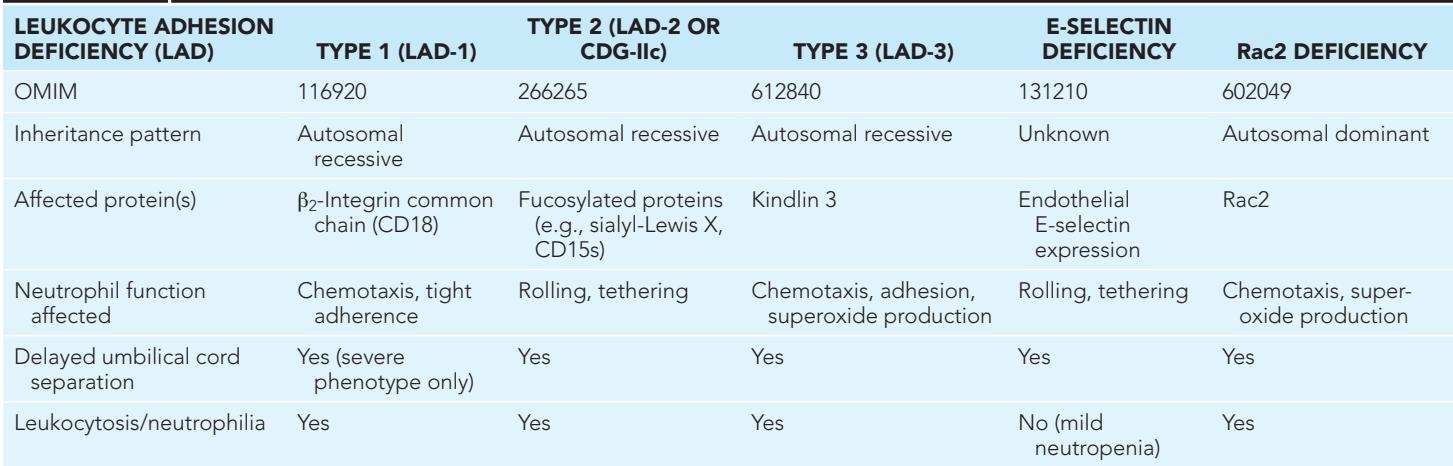 LEUKOCYTE ADHESION DEFICIENCY (LAD) TYPE 1 (LAD-1) TYPE 2 (LAD-2 OR CDG-IIc) TYPE 3 (LAD-3) E-SELECTIN DEFICIENCY Rac2 DEFICIENCY
OMIM 116920 266265 612840 131210 602049
Inheritance pattern Autosomal recessive Autosomal recessive Autosomal recessive Unknown Autosomal dominant
Affected protein(s) β₂-Integrin common chain (CD18) Fucosylated proteins (e.g., sialyl-Lewis X, CD15s) Kindlin 3 Endothelial E-selectin expression Rac2
Neutrophil function affected Chemotaxis, tight adherence Rolling, tethering Chemotaxis, adhesion, superoxide production Rolling, tethering Chemotaxis, super-oxide production
Delayed umbilical cord separation Yes (severe phenotype only) Yes Yes Yes Yes
Leukocytosis/neutrophilia Yes Yes Yes No (mild neutropenia) Yes